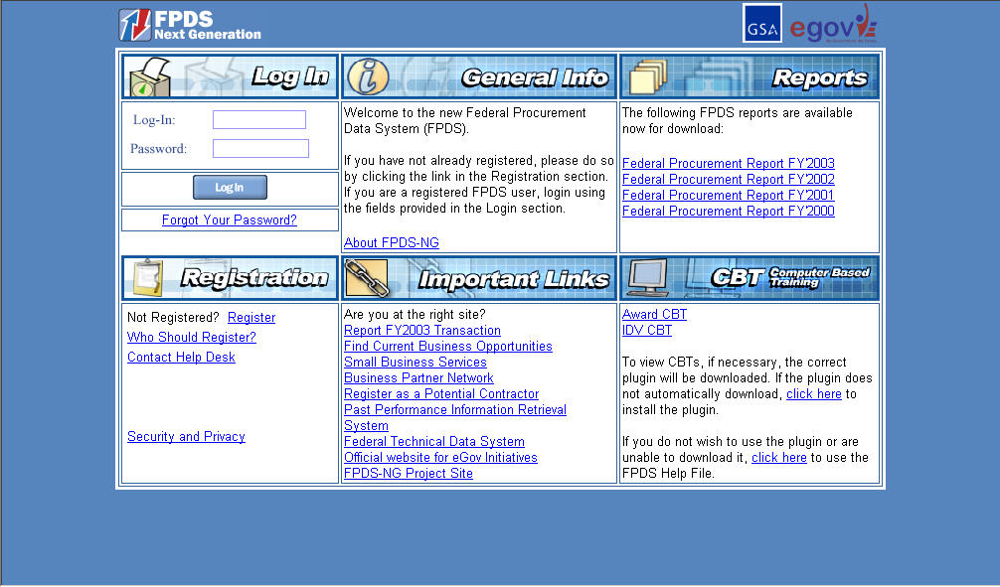 FPDS
Next Generation
GSA
egov
Log In
Log-In:
Password:
Log In
Forgot Your Password?
General Info
Welcome to the new Federal Procurement
Data System (FPDS).
If you have not already registered, please do so
by clicking the link in the Registration section.
If you are a registered FPDS user, login using
the fields provided in the Login section.
About FPDS-NG
Reports
The following FPDS reports are available
now for download:
Federal Procurement Report FY'2003
Federal Procurement Report FY'2002
Federal Procurement Report FY'2001
Federal Procurement Report FY'2000
Registration
Not Registered? Register
Who Should Register?
Contact Help Desk
Security and Privacy
Important Links
Are you at the right site?
Report FY2003 Transaction
Find Current Business Opportunities
Small Business Services
Business Partner Network
Register as a Potential Contractor
Past Performance Information Retrieval
System
Federal Technical Data System
Official website for eGov Initiatives
FPDS-NG Project Site
CBT Computer Based
Training
Award CBT
IDV CBT
To view CBTs, if necessary, the correct
plugin will be downloaded. If the plugin does
not automatically download, click here to
install the plugin.
If you do not wish to use the plugin or are
unable to download it, click here to use the
FPDS Help File.